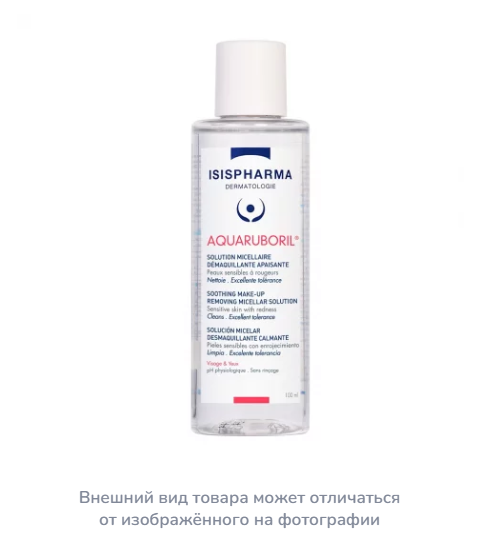 ISISPHARMA
DERMATOLOGIE
AQUARUBORIL®
SOLUTION MICELLAIRE
DÉMAQUILLANTE APAISANTE
Peaux sensibles à rougeurs
Nettoie . Excellente tolérance
SOOTHING MAKE-UP
REMOVING MICELLAR SOLUTION
Sensitive skin with redness
Cleans . Excellent tolerance
SOLUCIÓN MICELAR
DESMAQUILLANTE CALMANTE
Pieles sensibles con enrojecimiento
Limpia . Excelente tolerancia
Visage & Yeux
pH physiologique . Sans rinçage
100 ml
Внешний вид товара может отличаться
от изображённого на фотографии